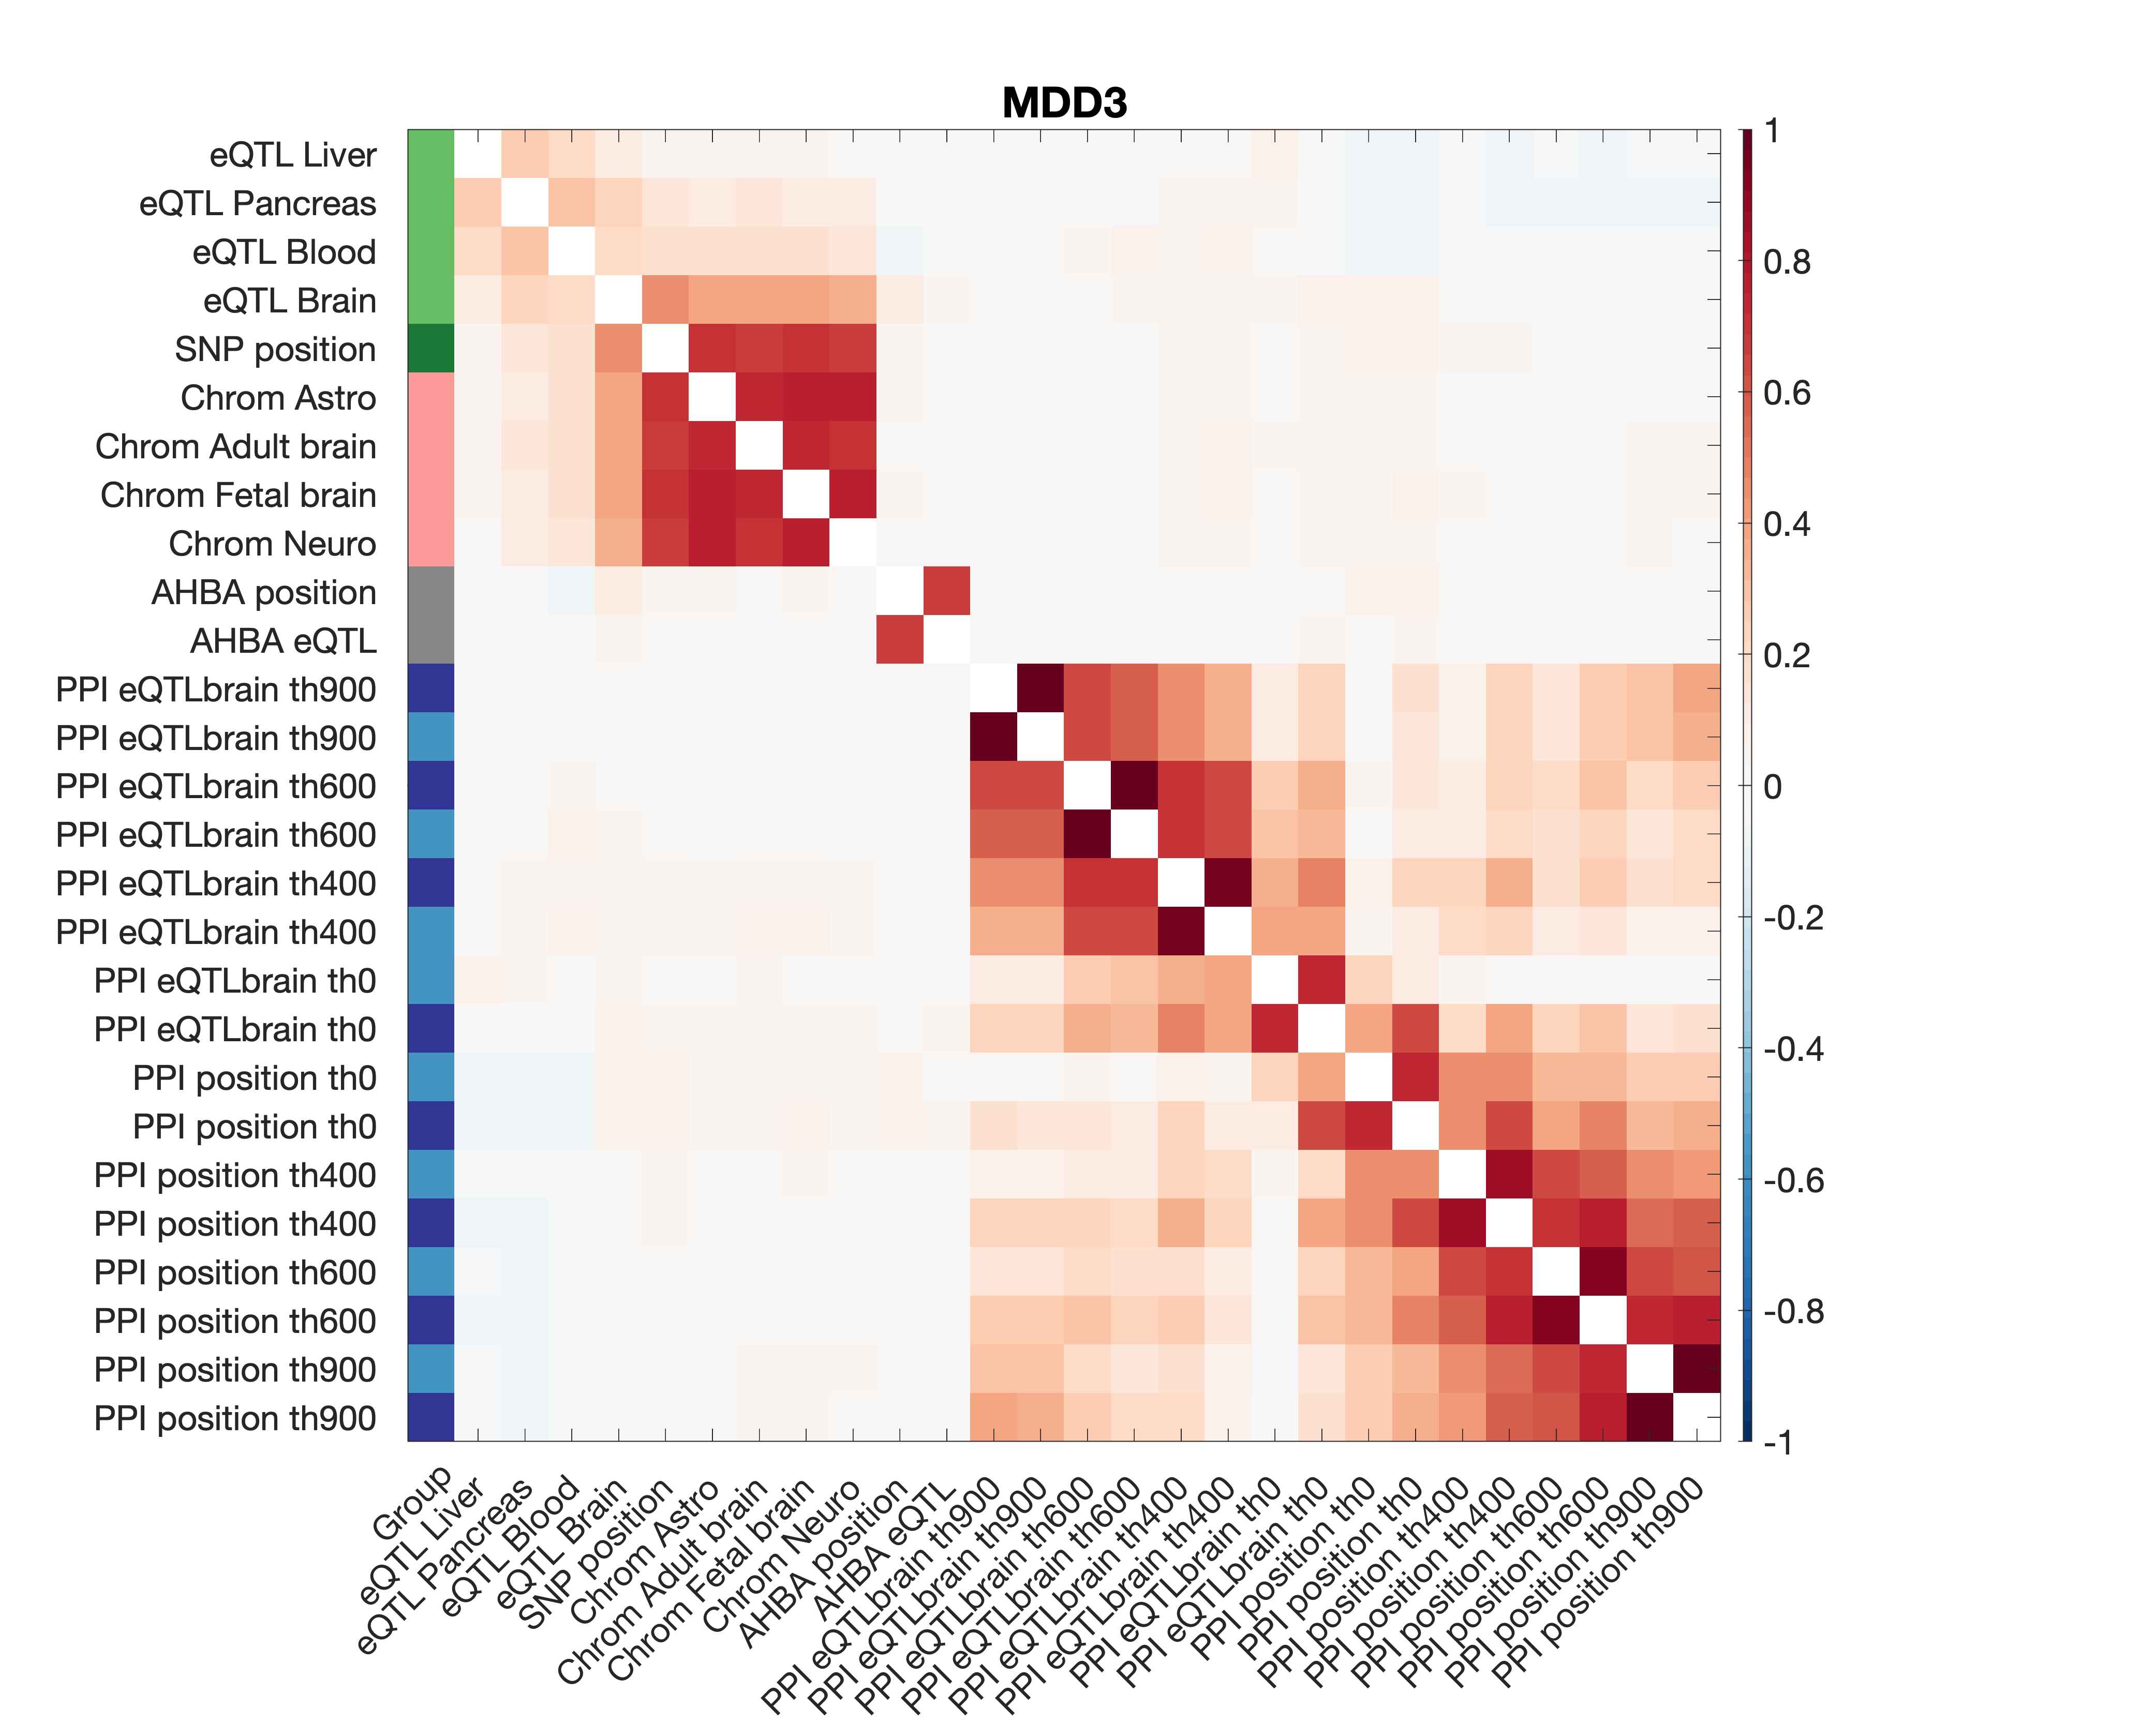 MDD3
eQTL Liver
eQTL Pancreas
eQTL Blood
eQTL Brain
SNP position
Chrom Astro
Chrom Adult brain
Chrom Fetal brain
Chrom Neuro
AHBA position
AHBA eQTL
PPI eQTLbrain th900
PPI eQTLbrain th900
PPI eQTLbrain th600
PPI eQTLbrain th600
PPI eQTLbrain th400
PPI eQTLbrain th400
PPI eQTLbrain th0
PPI eQTLbrain th0
PPI position th0
PPI position th0
PPI position th400
PPI position th400
PPI position th600
PPI position th600
PPI position th900
PPI position th900
1
0.8
0.6
0.4
0.2
0
-0.2
-0.4
-0.6
-0.8
-1
Group
eQTL Liver
eQTL Pancreas
eQTL Blood
eQTL Brain
SNP position
Chrom Astro
Chrom Adult brain
Chrom Fetal brain
Chrom Neuro
AHBA position
AHBA eQTL
PPI eQTLbrain th900
PPI eQTLbrain th900
PPI eQTLbrain th600
PPI eQTLbrain th600
PPI eQTLbrain th400
PPI eQTLbrain th400
PPI eQTLbrain th0
PPI eQTLbrain th0
PPI position th0
PPI position th0
PPI position th400
PPI position th400
PPI position th600
PPI position th600
PPI position th900
PPI position th900